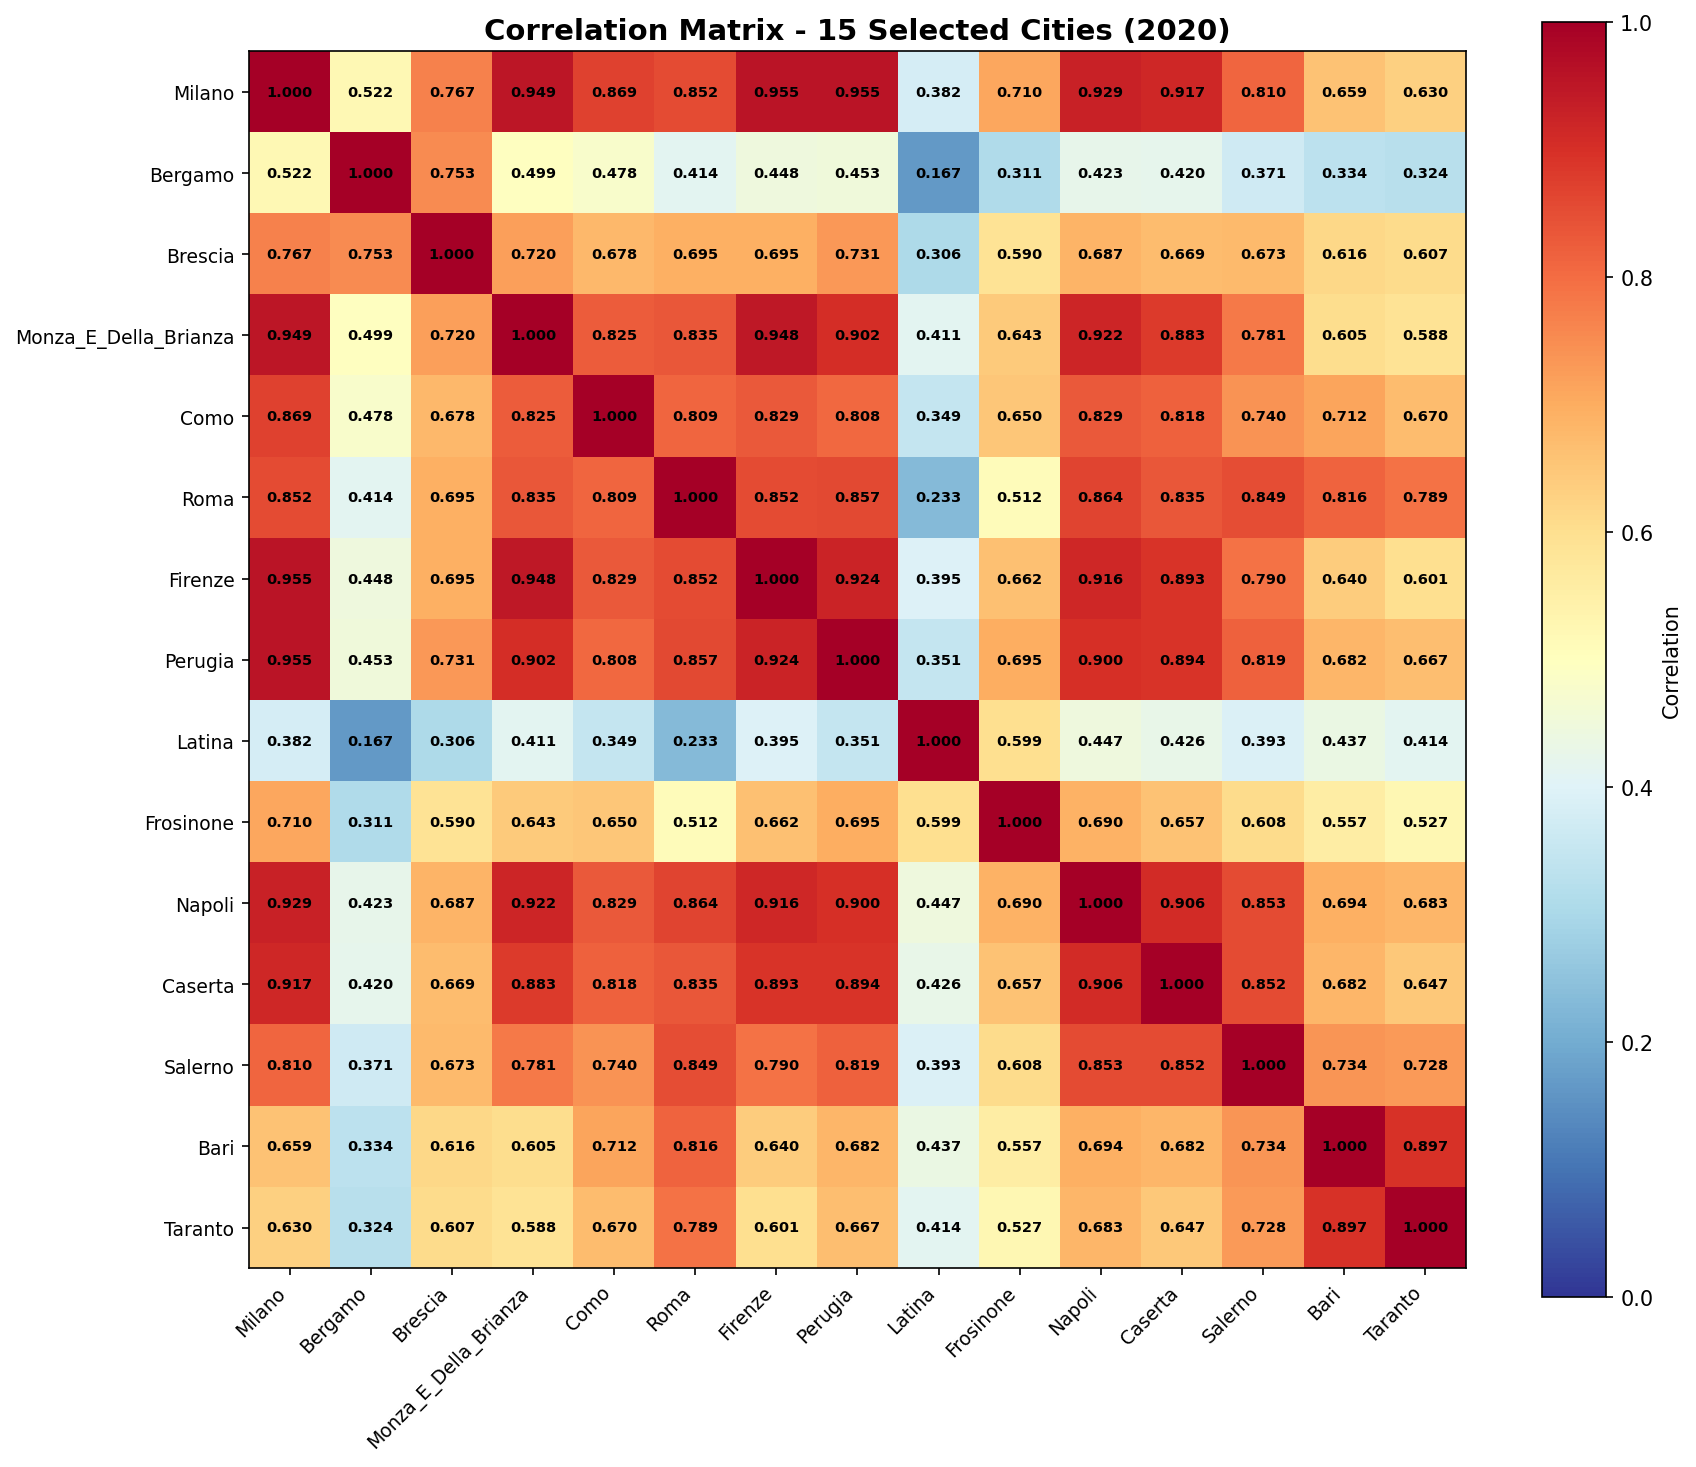 Correlation Matrix - 15 Selected Cities (2020)
Milano 1.000 0.522 0.767 0.949 0.869 0.852 0.955 0.955 0.382 0.710 0.929 0.917 0.810 0.659 0.630
Bergamo 0.522 1.000 0.753 0.499 0.478 0.414 0.448 0.453 0.167 0.311 0.423 0.420 0.371 0.334 0.324
Brescia 0.767 0.753 1.000 0.720 0.678 0.695 0.695 0.731 0.306 0.590 0.687 0.669 0.673 0.616 0.607
Monza_E_Della_Brianza 0.949 0.499 0.720 1.000 0.825 0.835 0.948 0.902 0.411 0.643 0.922 0.883 0.781 0.605 0.588
Como 0.869 0.478 0.678 0.825 1.000 0.809 0.829 0.808 0.349 0.650 0.829 0.818 0.740 0.712 0.670
Roma 0.852 0.414 0.695 0.835 0.809 1.000 0.852 0.857 0.233 0.512 0.864 0.835 0.849 0.816 0.789
Firenze 0.955 0.448 0.695 0.948 0.829 0.852 1.000 0.924 0.395 0.662 0.916 0.893 0.790 0.640 0.601
Perugia 0.955 0.453 0.731 0.902 0.808 0.857 0.924 1.000 0.351 0.695 0.900 0.894 0.819 0.682 0.667
Latina 0.382 0.167 0.306 0.411 0.349 0.233 0.395 0.351 1.000 0.599 0.447 0.426 0.393 0.437 0.414
Frosinone 0.710 0.311 0.590 0.643 0.650 0.512 0.662 0.695 0.599 1.000 0.690 0.657 0.608 0.557 0.527
Napoli 0.929 0.423 0.687 0.922 0.829 0.864 0.916 0.900 0.447 0.690 1.000 0.906 0.853 0.694 0.683
Caserta 0.917 0.420 0.669 0.883 0.818 0.835 0.893 0.894 0.426 0.657 0.906 1.000 0.852 0.682 0.647
Salerno 0.810 0.371 0.673 0.781 0.740 0.849 0.790 0.819 0.393 0.608 0.853 0.852 1.000 0.734 0.728
Bari 0.659 0.334 0.616 0.605 0.712 0.816 0.640 0.682 0.437 0.557 0.694 0.682 0.734 1.000 0.897
Taranto 0.630 0.324 0.607 0.588 0.670 0.789 0.601 0.667 0.414 0.527 0.683 0.647 0.728 0.897 1.000
Milano Bergamo Brescia Monza_E_Della_Brianza Como Roma Firenze Perugia Latina Frosinone Napoli Caserta Salerno Bari Taranto
1.0
0.8
0.6
0.4
0.2
0.0
Correlation